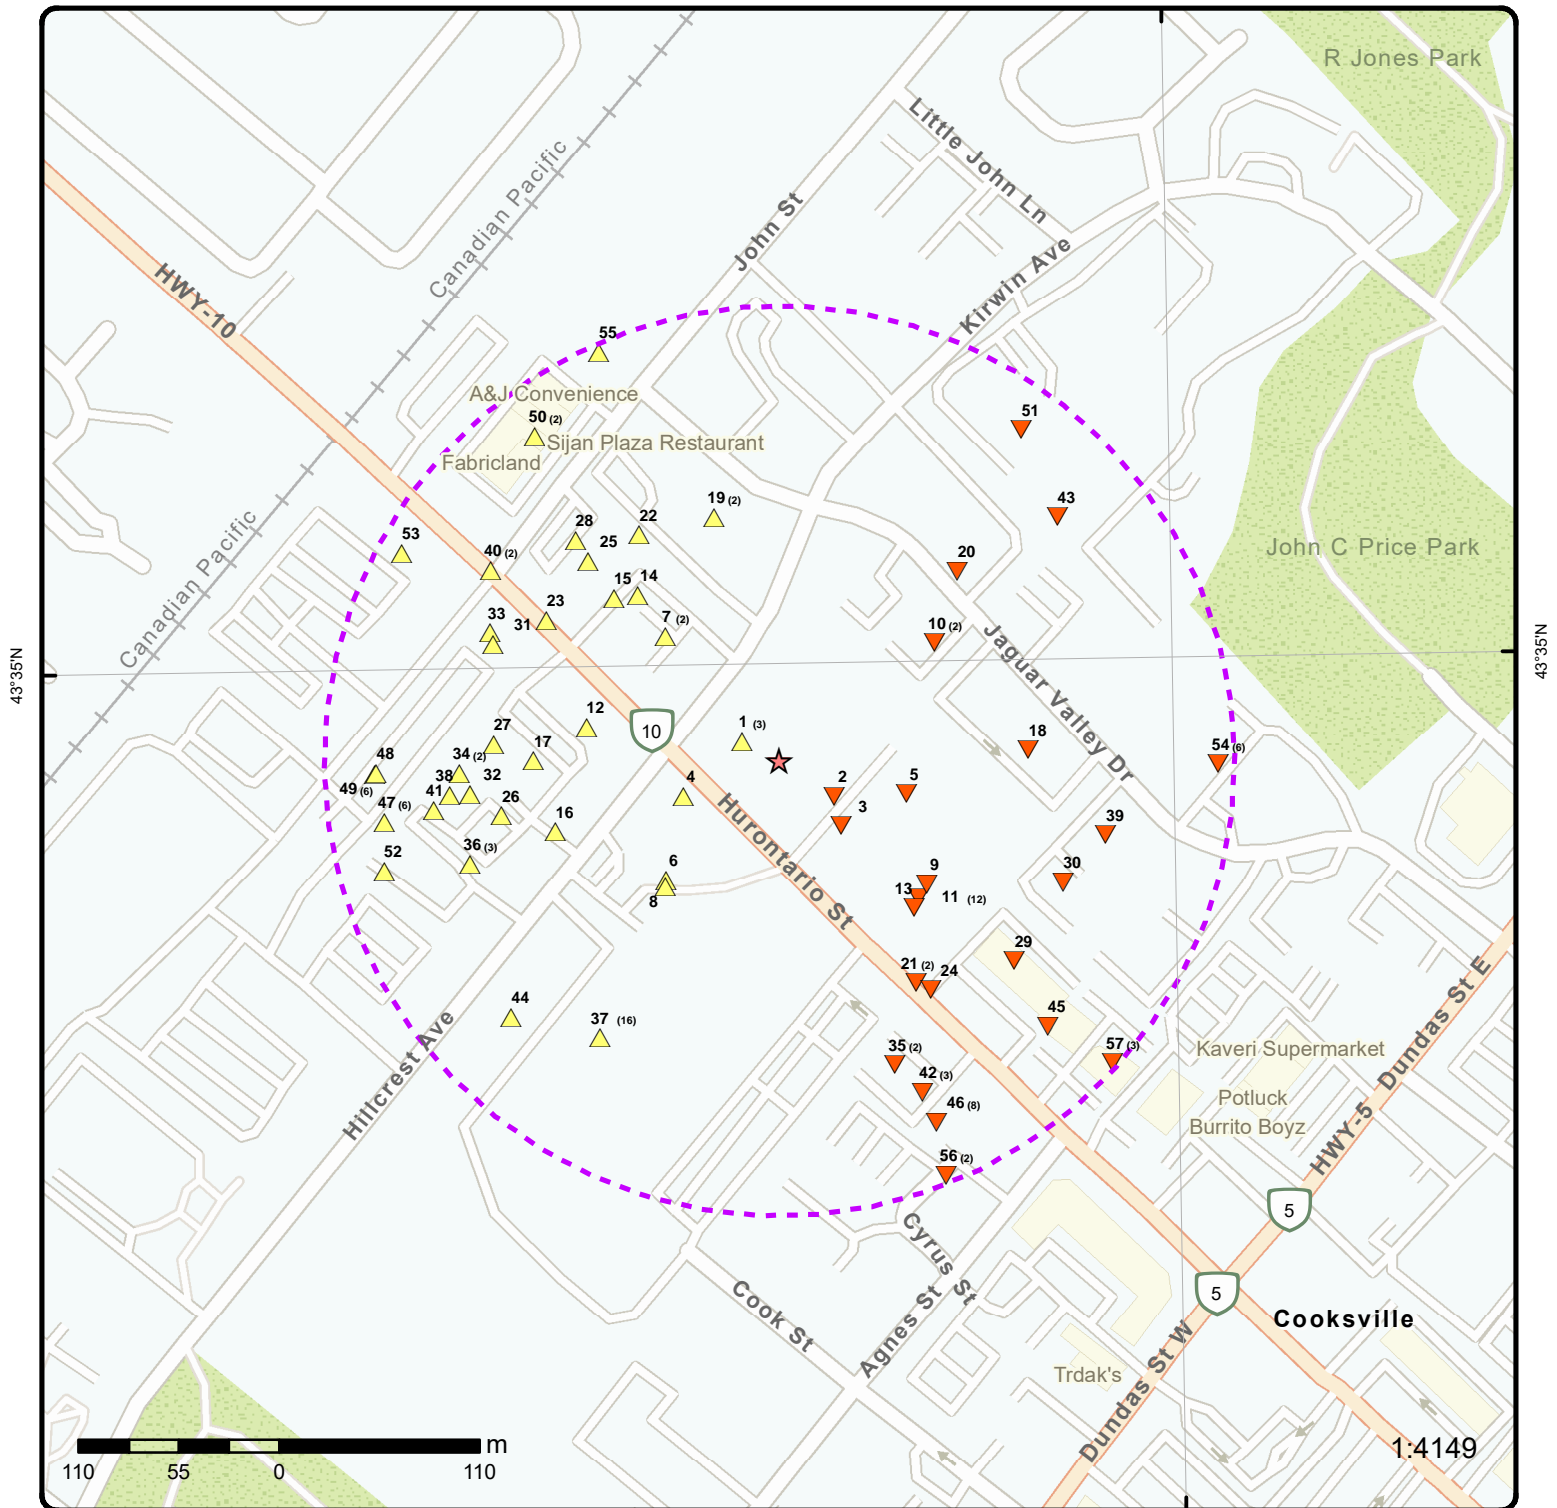 R Jones Park
Little John Ln
Canadian Pacific
John St
Kirwin Ave
HWY-10
55
A&J Convenience
50 (2)
51
Sijan Plaza Restaurant
Fabricland
19 (2)
43
28
22
53
25
40 (2)
20
John C Price Park
Canadian Pacific
15
14
23
33
31
7 (2)
10 (2)
Jaguar Valley Dr
43°35'N
43°35'N
12
10
1 (3)
27
17
18
54 (6)
48
34 (2)
49 (6)
38
32
4
2
5
47 (6)
41
26
16
3
39
Hurontario St
52
36 (3)
6
9
30
8
13
11 (12)
29
21 (2)
24
44
37 (16)
45
35 (2)
57 (3)
Kaveri Supermarket
42 (3)
Hillcrest Ave
46 (8)
Potluck
Burrito Boyz
HWY-5
Dundas St E
56 (2)
5
Cyrus St
Cook St
Agnes St
5
Cooksville
Trdak's
Dundas St W
m
110
55
0
110
1:4149